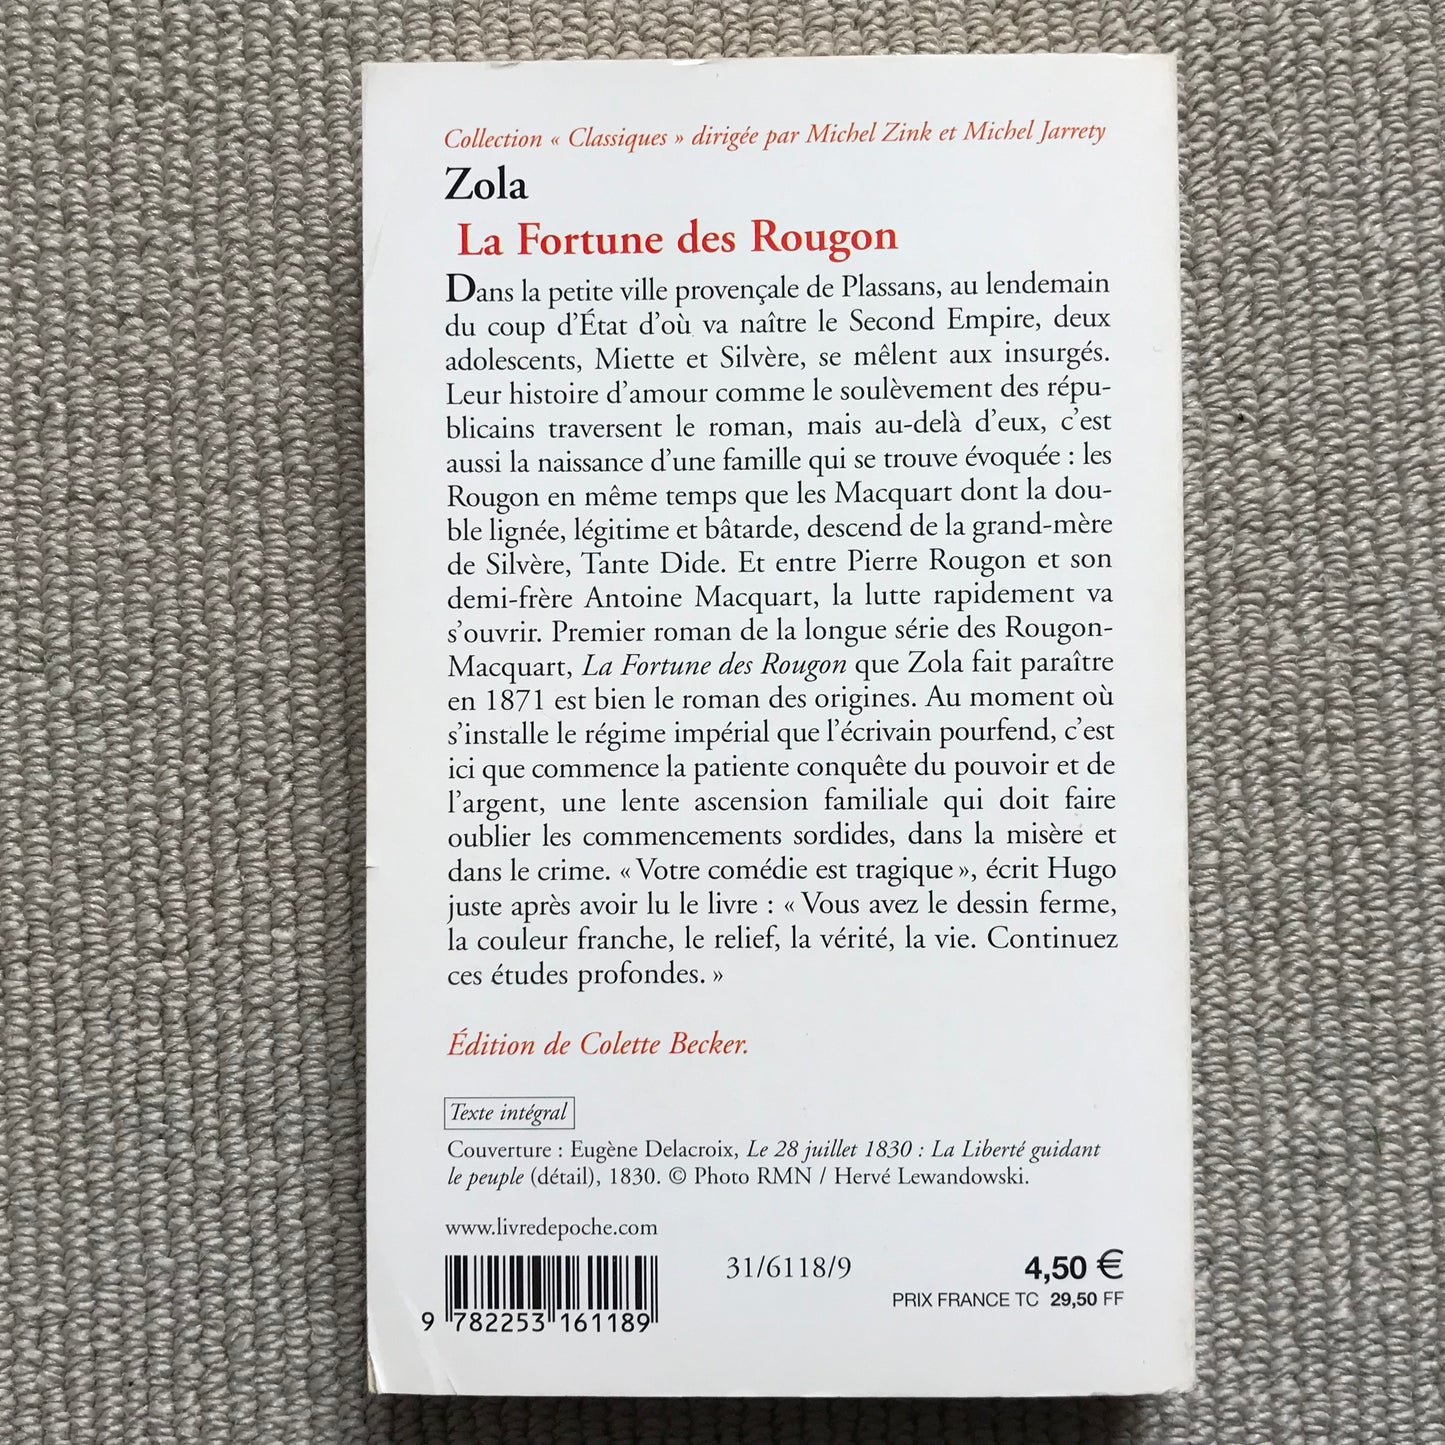 Collection « Classiques » dirigée par Michel Zink et Michel Jarrety
Zola
La Fortune des Rougon
Dans la petite ville provençale de Plassans, au lendemain
du coup d'État d'où va naître le Second Empire, deux
adolescents, Miette et Silvère, se mêlent aux insurgés.
Leur histoire d'amour comme le soulèvement des répu-
blicains traversent le roman, mais au-delà d'eux, c'est
aussi la naissance d'une famille qui se trouve évoquée : les
Rougon en même temps que les Macquart dont la dou-
ble lignée, légitime et bâtarde, descend de la grand-mère
de Silvère, Tante Dide. Et entre Pierre Rougon et son
demi-frère Antoine Macquart, la lutte rapidement va
s'ouvrir. Premier roman de la longue série des Rougon-
Macquart, La Fortune des Rougon que Zola fait paraître
en 1871 est bien le roman des origines. Au moment où
s'installe le régime impérial que l'écrivain pourfend, c'est
ici que commence la patiente conquête du pouvoir et de
l'argent, une lente ascension familiale qui doit faire
oublier les commencements sordides, dans la misère et
dans le crime. « Votre comédie est tragique », écrit Hugo
juste après avoir lu le livre : « Vous avez le dessin ferme,
la couleur franche, le relief, la vérité, la vie. Continuez
ces études profondes. »
Édition de Colette Becker.
Texte intégral
Couverture : Eugène Delacroix, Le 28 juillet 1830 : La Liberté guidant
le peuple (détail), 1830. © Photo RMN / Hervé Lewandowski.
www.livredepoche.com
31/6118/9
4,50 €
PRIX FRANCE TC 29,50 FF
9 782253 161189